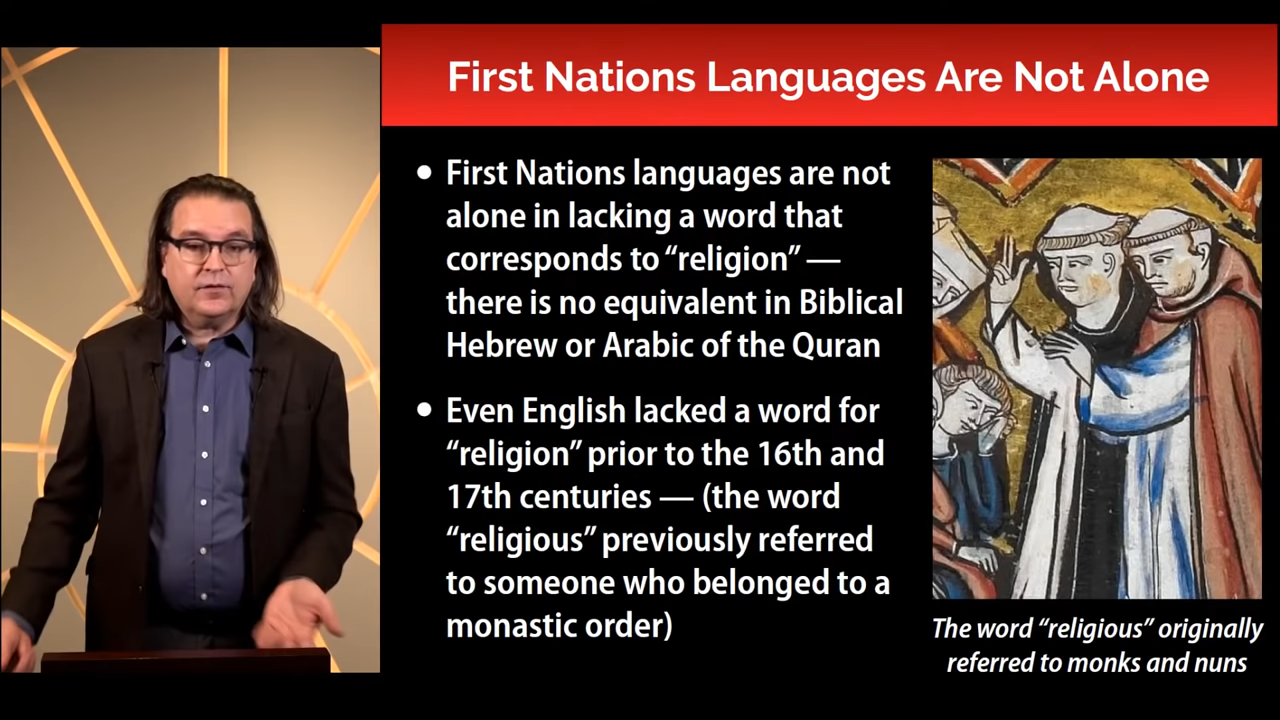 First Nations Languages Are Not Alone
• First Nations languages are not
alone in lacking a word that
corresponds to “religion” —
there is no equivalent in Biblical
Hebrew or Arabic of the Quran
• Even English lacked a word for
“religion” prior to the 16th and
17th centuries — (the word
“religious” previously referred
to someone who belonged to a
monastic order)
The word “religious” originally
referred to monks and nuns